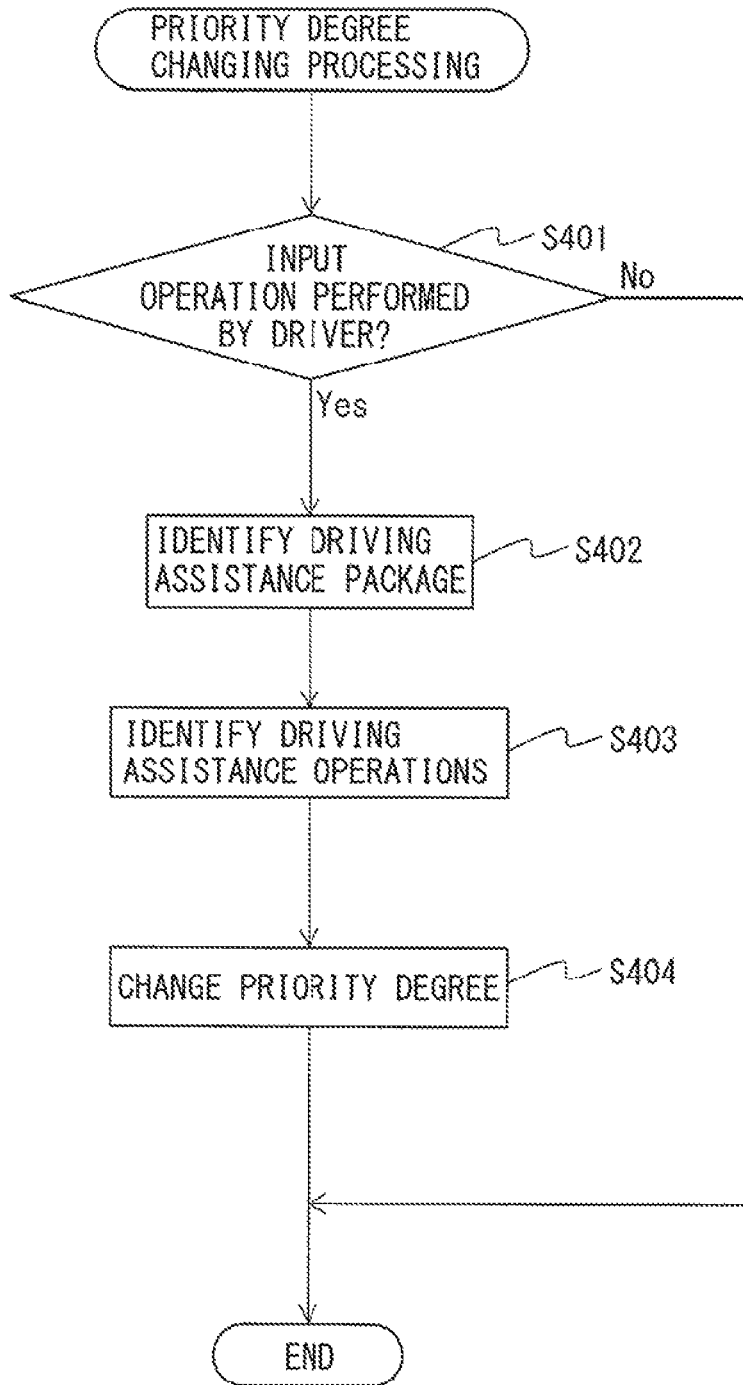 PRIORITY DEGREE
CHANGING PROCESSING
S401
INPUT
OPERATION PERFORMED
BY DRIVER?
No
Yes
IDENTIFY DRIVING
ASSISTANCE PACKAGE
S402
IDENTIFY DRIVING
ASSISTANCE OPERATIONS
S403
CHANGE PRIORITY DEGREE
S404
END